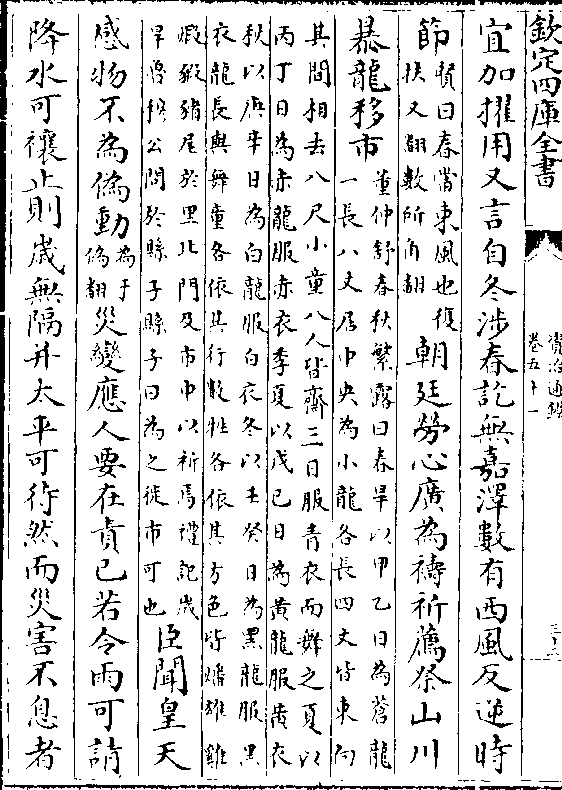 欽定四庫全書
資治通鑑
卷五十一
宜加擢用又言自冬涉春訖無嘉澤數有西風反逆時
節
賢曰春當東風也復
扶又翻數所角翻
朝廷勞心廣為禱祈薦祭山川
暴龍移市
董仲舒春秋繁露曰春旱以甲乙日為蒼龍
一長八丈居中央為小龍各長四丈皆東向
其間相去八尺小童八人皆齋三日服青衣而舞之夏以
丙丁日為赤龍服赤衣季夏以戊己日為黄龍服黄衣
秋以庚辛日為白龍服白衣冬以壬癸日為黑龍服黑
衣龍長與舞童各依其行數牲各依其方色皆燔雄雞
猳豬尾於里北門及市中以祈焉禮記歲
旱魯穆公問於縣子縣子曰為之徙市可也
臣聞皇天
感物不為偽動
為于
偽翻
災變應人要在責已若令雨可請
降水可禳止則歲無隔并太平可待然而災害不息者